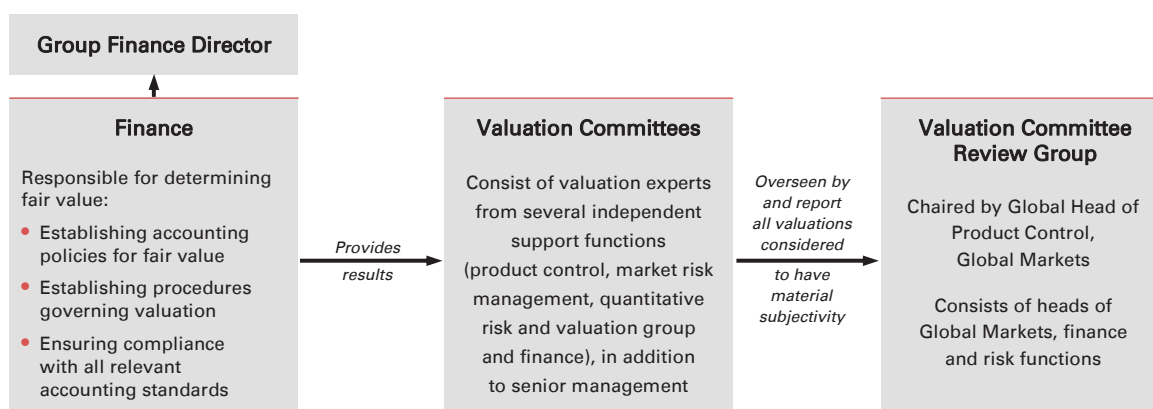 Group Finance Director
Finance
Responsible for determining
fair value:
• Establishing accounting
policies for fair value
• Establishing procedures
governing valuation
• Ensuring compliance
with all relevant
accounting standards
Provides
results
Valuation Committees
Consist of valuation experts
from several independent
support functions
(product control, market risk
management, quantitative
risk and valuation group
and finance), in addition
to senior management
Overseen by
and report
all valuations
considered
to have
material
subjectivity
Valuation Committee
Review Group
Chaired by Global Head of
Product Control,
Global Markets
Consists of heads of
Global Markets, finance
and risk functions